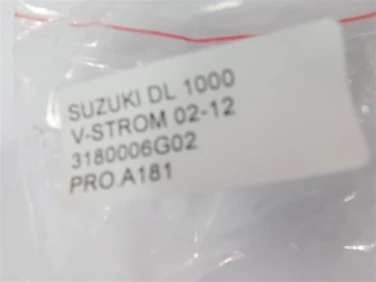 SUZUKI DL 1000
V-STROM 02-12
3180006G02
PRO.A181